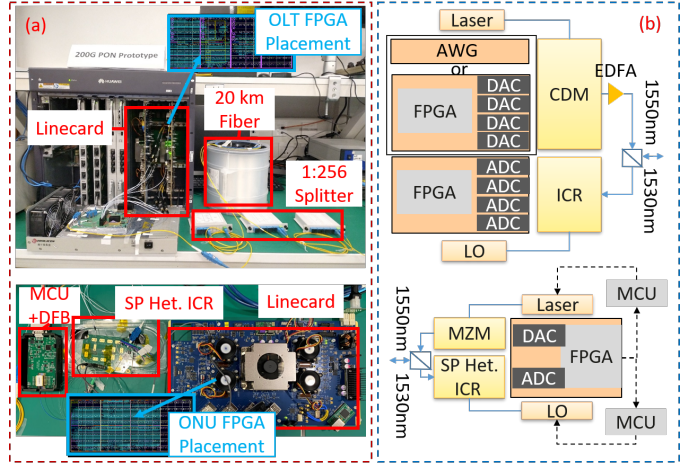 (a)
OLT FPGA
Placement
200G PON Prototype
HUAWEI
Linecard
20 km
Fiber
1:256
Splitter
MCU
+DFB
SP Het. ICR
Linecard
ONU FPGA
Placement
(b)
Laser
AWG
or
FPGA
DAC
DAC
DAC
DAC
CDM
EDFA
1550nm
1530nm
FPGA
ADC
ADC
ADC
ADC
ICR
LO
Laser
MCU
1550nm
1530nm
MZM
SP Het.
ICR
DAC
ADC
FPGA
LO
MCU